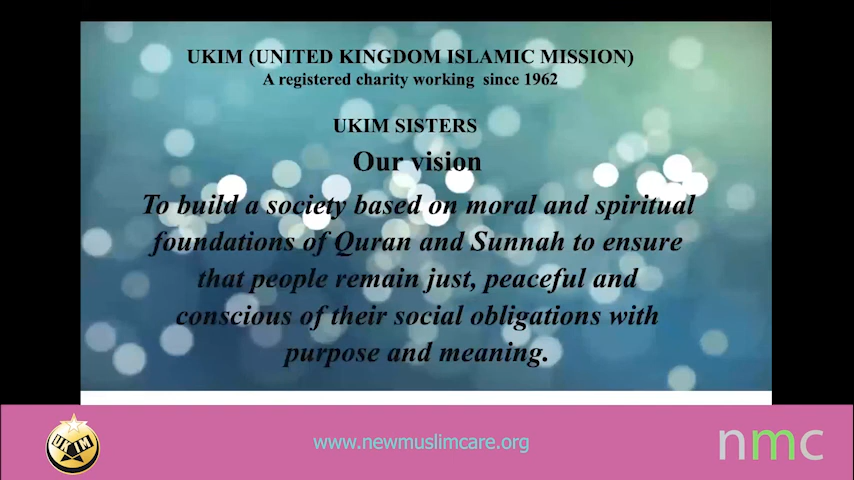 UKIM (UNITED KINGDOM ISLAMIC MISSION)
A registered charity working since 1962
UKIM SISTERS
Our vision
To build a society based on moral and spiritual
foundations of Quran and Sunnah to ensure
that people remain just, peaceful and
conscious of their social obligations with
purpose and meaning.
UKIM
www.newmuslimcare.org
nmc